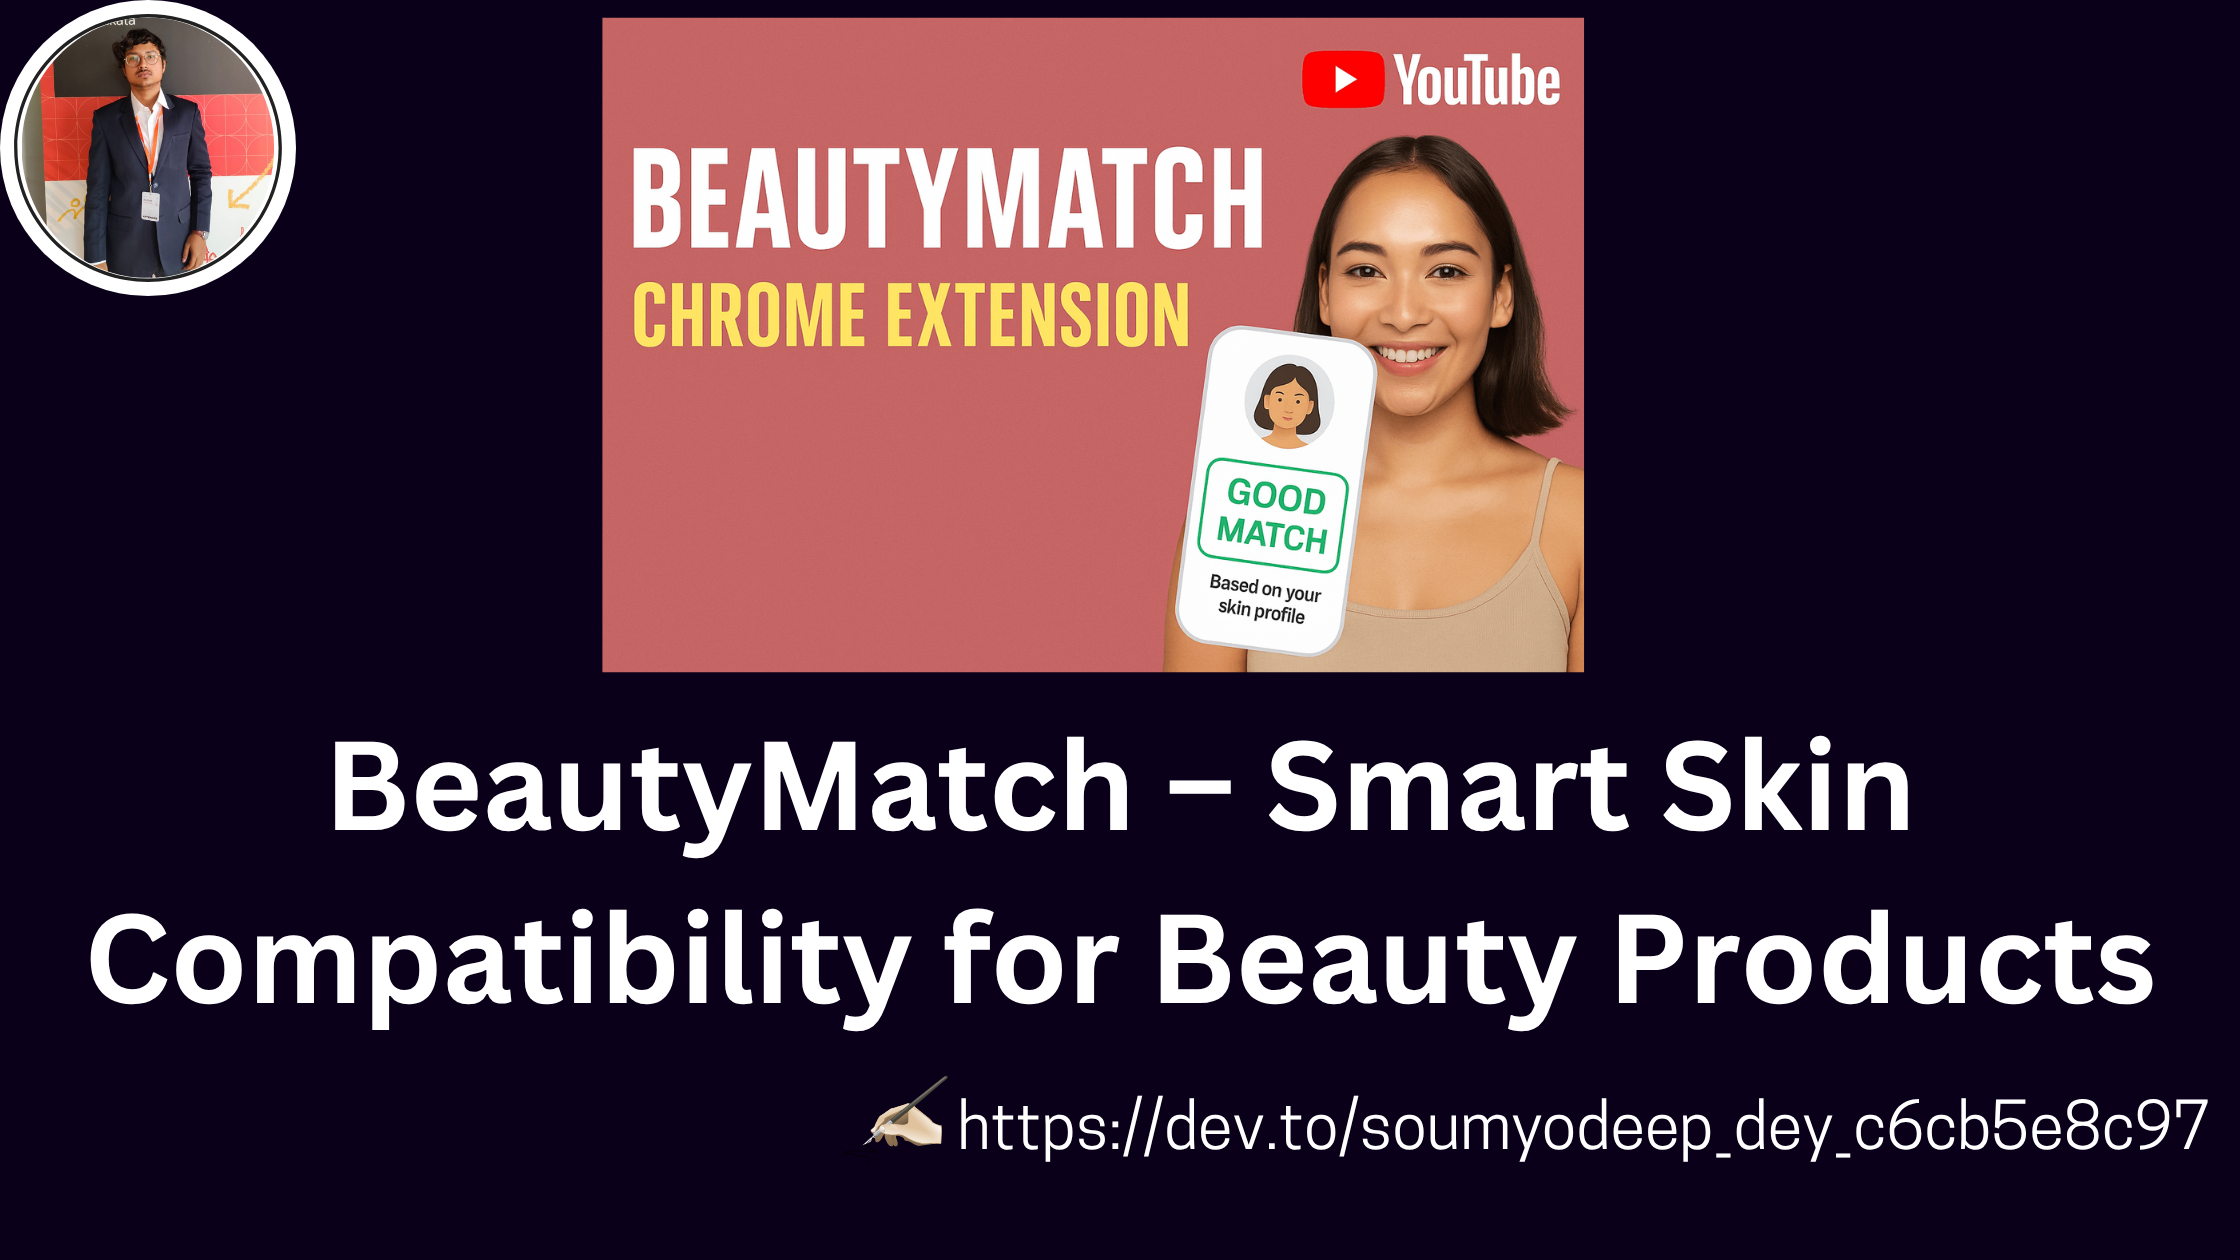 YouTube
BEAUTYMATCH
CHROME EXTENSION
GOOD
MATCH
Based on your
skin profile
BeautyMatch – Smart Skin
Compatibility for Beauty Products
https://dev.to/soumyodeep_dey_c6cb5e8c97